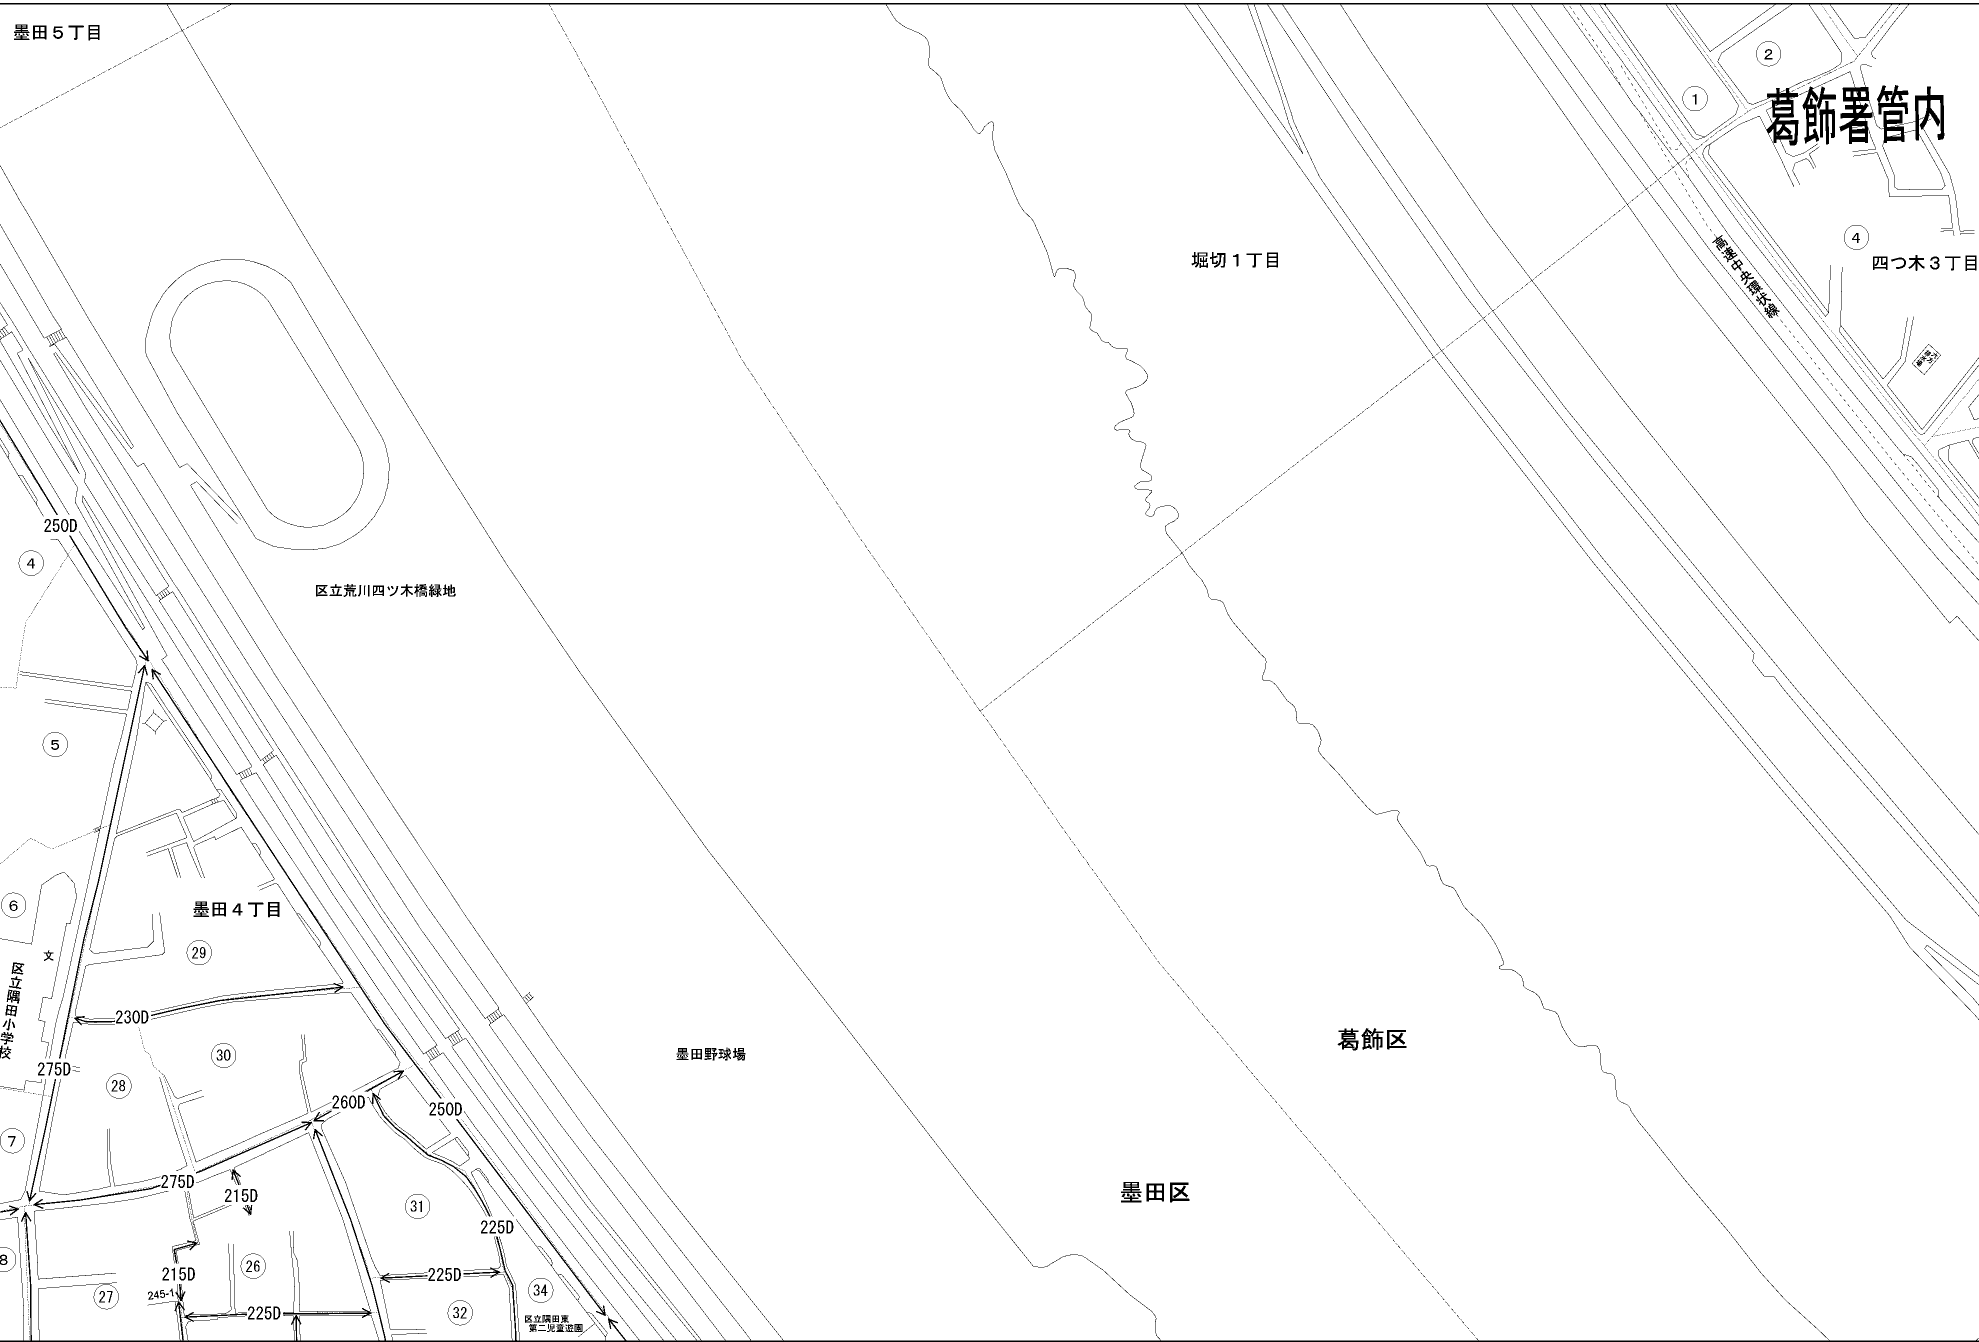 墨田５丁目
2
1
葛飾署管内
4
堀切１丁目
四つ木３丁目
高速中央環状線
250D
4
区立荒川四ツ木橋緑地
5
6
墨田４丁目
29
文
区立隅田小学校
230D
30
275D
28
墨田野球場
葛飾区
260D
250D
7
275D
215D
31
墨田区
225D
8
215D
26
225D
34
245-1
27
225D
32
区立隅田東
第二児童遊園